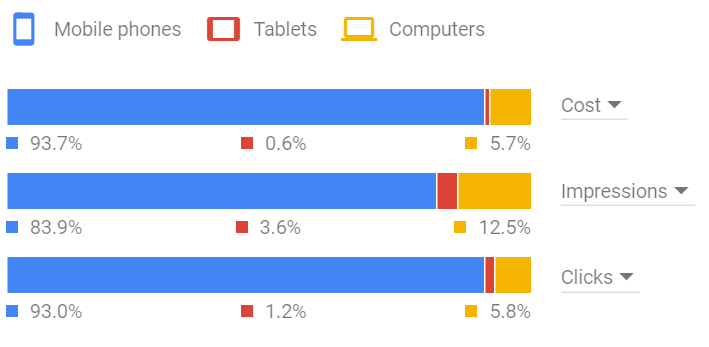 Mobile phones Tablets Computers
Cost
93.7% 0.6% 5.7%
Impressions
83.9% 3.6% 12.5%
Clicks
93.0% 1.2% 5.8%